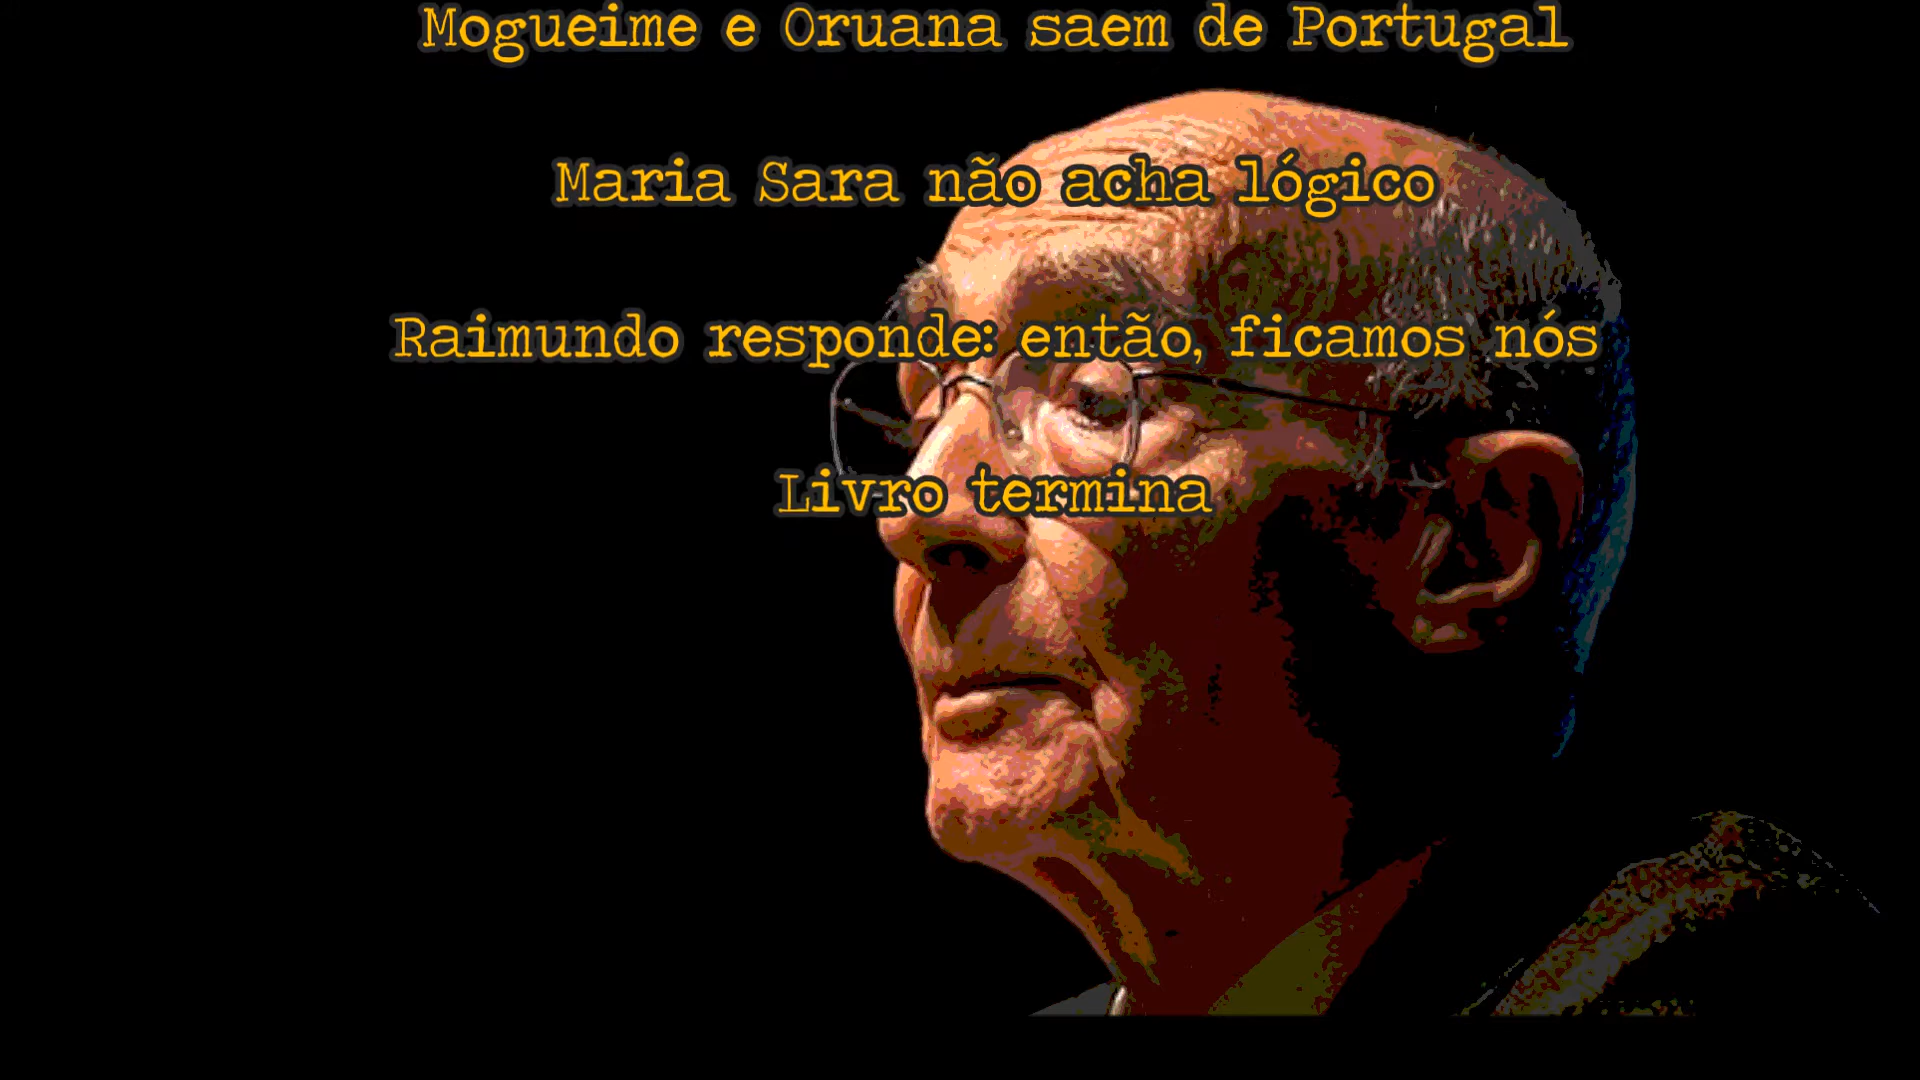 Mogueime e Oruana saem de Portugal
Maria Sara não acha lógico
Raimundo responde: então, ficamos nós
Livro termina